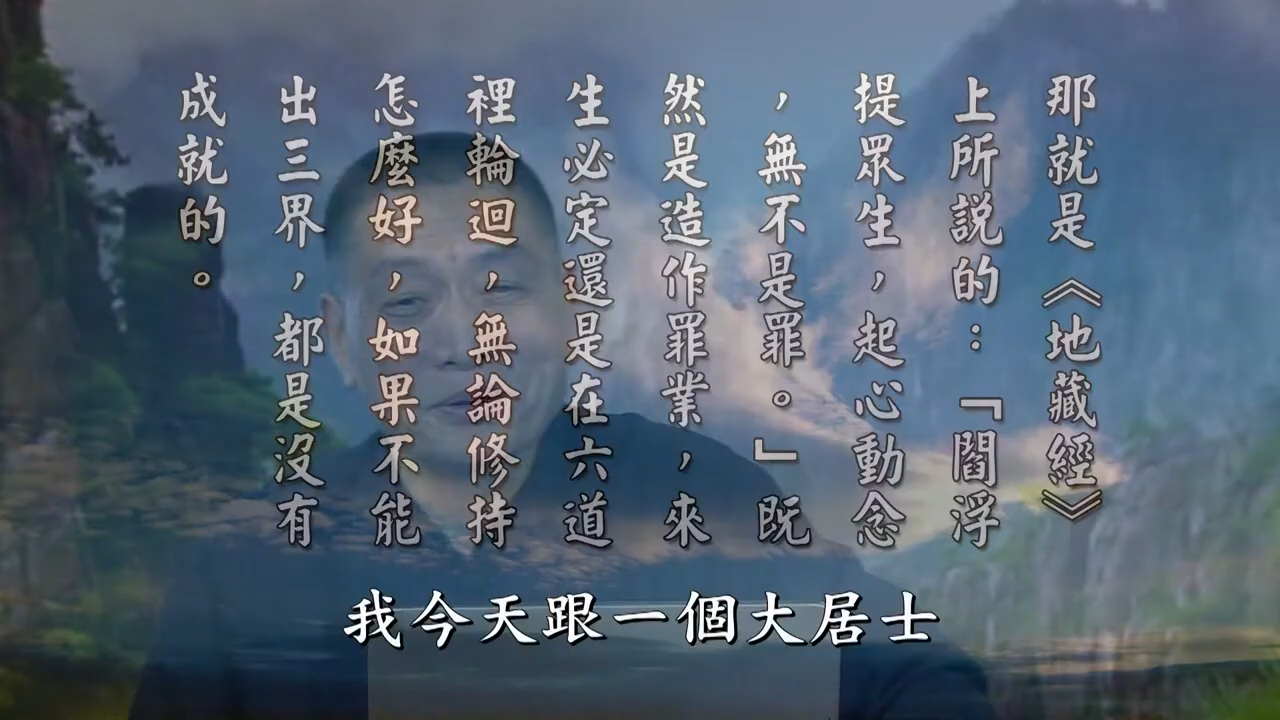 那就是《地藏經》
上所説的：「閻浮
提眾生，起心動念
，無不是罪。」既
然是造作罪業，來
生必定還是在六道
裡輪迴，無論修持
怎麼好，如果不能
出三界，都是沒有
成就的。
我今天跟一個大居士